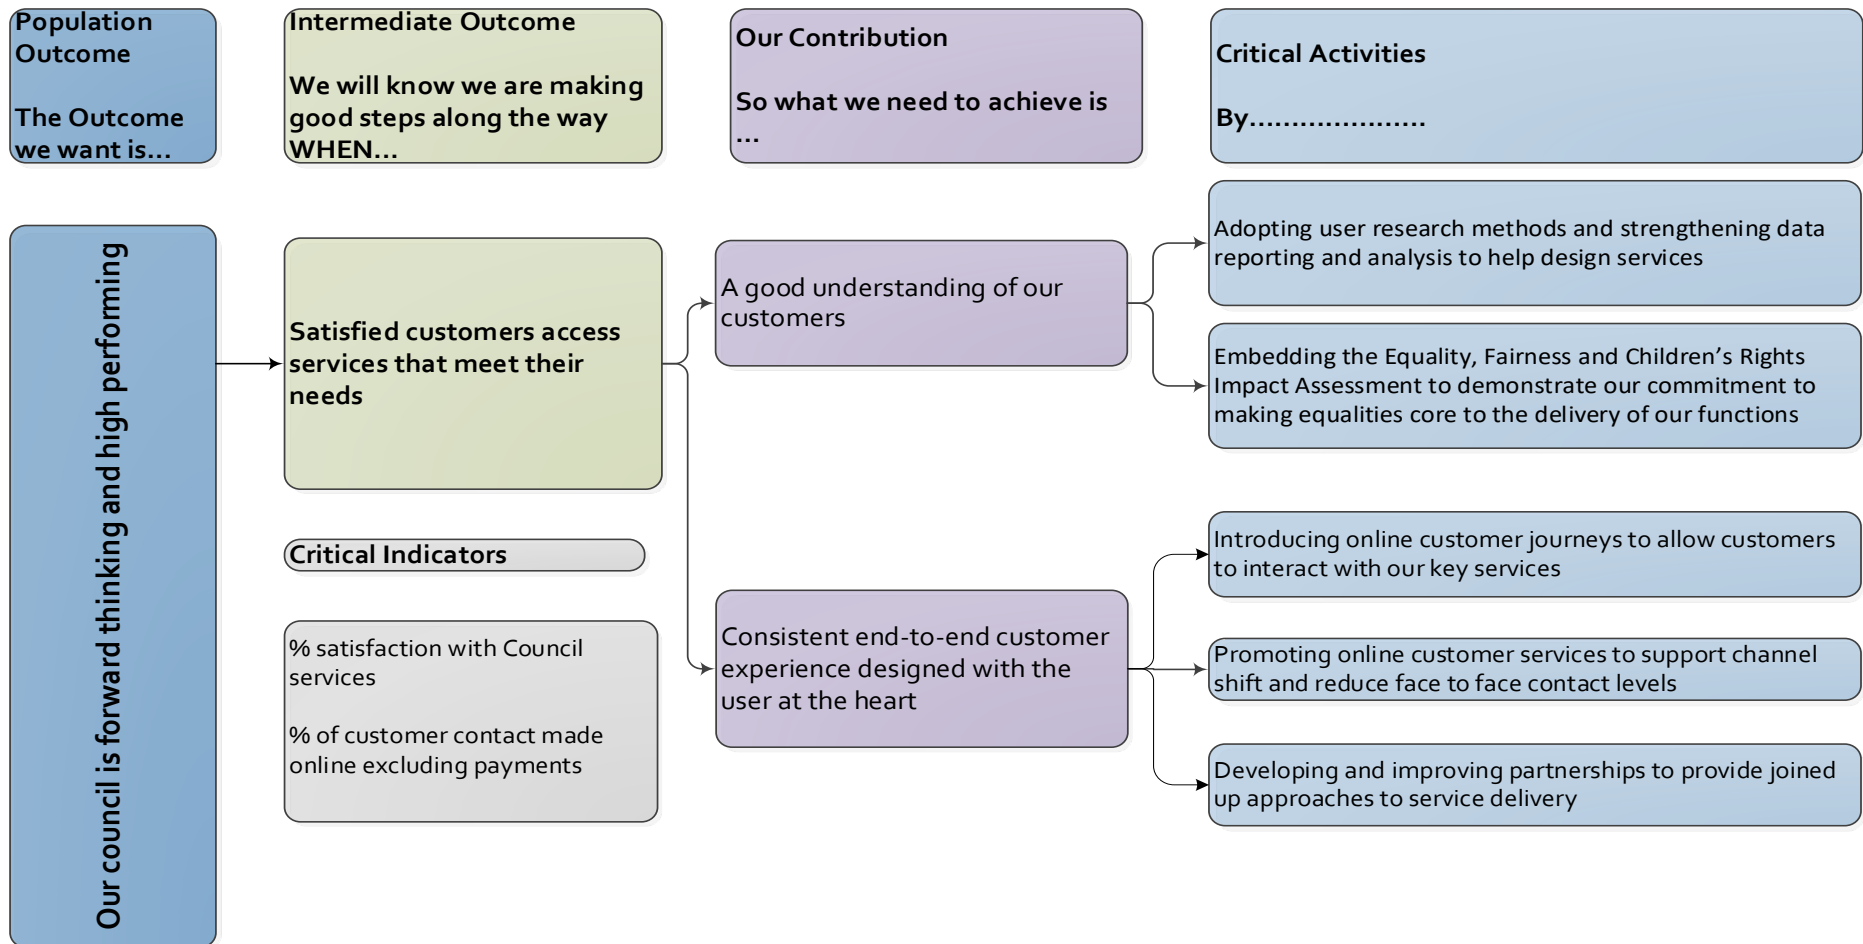 Population
Outcome
The Outcome
we want is...
Intermediate Outcome
We will know we are making
good steps along the way
WHEN...
Our Contribution
So what we need to achieve is
...
Critical Activities
By.....................
Our council is forward thinking and high performing
Satisfied customers access
services that meet their
needs
Critical Indicators
% satisfaction with Council
services
% of customer contact made
online excluding payments
A good understanding of our
customers
Consistent end-to-end customer
experience designed with the
user at the heart
Adopting user research methods and strengthening data
reporting and analysis to help design services
Embedding the Equality, Fairness and Children’s Rights
Impact Assessment to demonstrate our commitment to
making equalities core to the delivery of our functions
Introducing online customer journeys to allow customers
to interact with our key services
Promoting online customer services to support channel
shift and reduce face to face contact levels
Developing and improving partnerships to provide joined
up approaches to service delivery